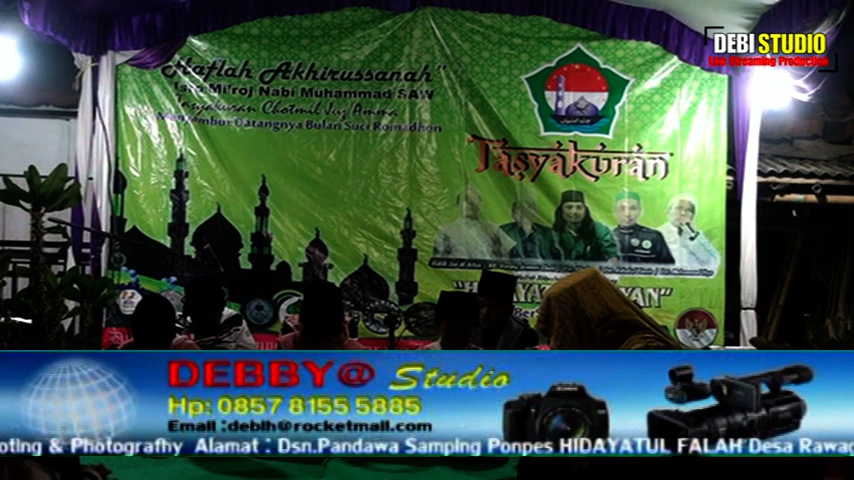 DEBI STUDIO
Live Streaming Production
"Haflah Akhirussanah"
Isra Mi'roj Nabi Muhammad SAW
Tasyakuran Chotmil Juz Amma
Menyambut Datangnya Bulan Suci Romadhon
Tasyakuran
DEBBY@ Studio
Hp: 0857 8155 5885
Email :debih@rocketmail.com
oting & Photografhy Alamat : Dsn.Pandawa Samping Ponpes HIDAYATUL FALAH Desa Rawag